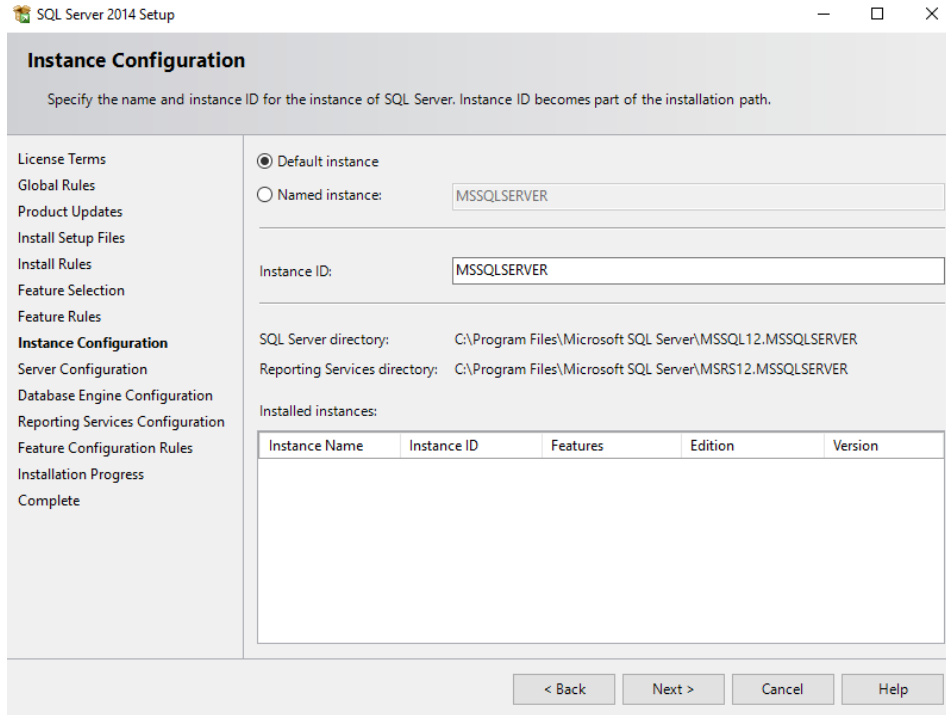 SQL Server 2014 Setup
Instance Configuration
Specify the name and instance ID for the instance of SQL Server. Instance ID becomes part of the installation path.
License Terms
Global Rules
Product Updates
Install Setup Files
Install Rules
Feature Selection
Feature Rules
Instance Configuration
Server Configuration
Database Engine Configuration
Reporting Services Configuration
Feature Configuration Rules
Installation Progress
Complete
Default instance
Named instance: MSSQLSERVER
Instance ID: MSSQLSERVER
SQL Server directory: C:\Program Files\Microsoft SQL Server\MSSQL12.MSSQLSERVER
Reporting Services directory: C:\Program Files\Microsoft SQL Server\MSRS12.MSSQLSERVER
Installed instances:
Instance Name Instance ID Features Edition Version
< Back Next > Cancel Help